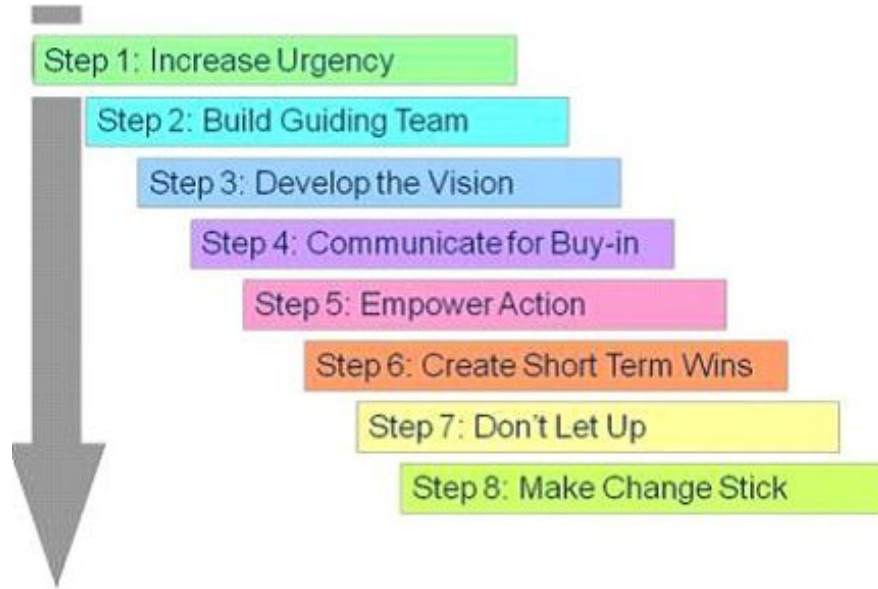 Step 1: Increase Urgency
Step 2: Build Guiding Team
Step 3: Develop the Vision
Step 4: Communicate for Buy-in
Step 5: Empower Action
Step 6: Create Short Term Wins
Step 7: Don't Let Up
Step 8: Make Change Stick